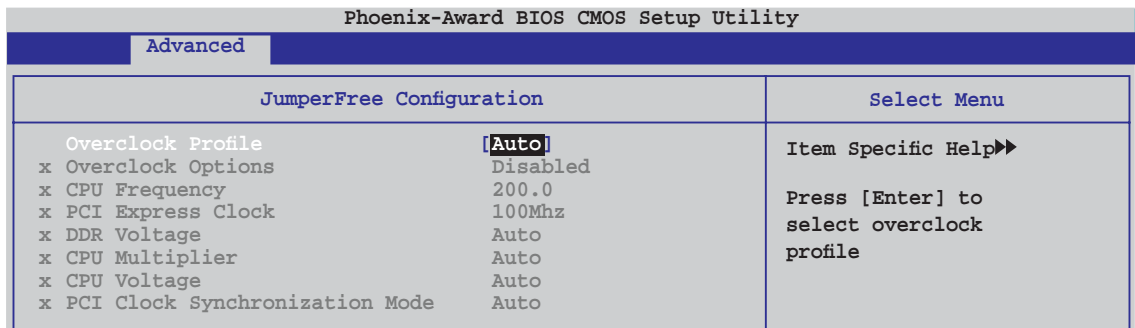 Phoenix-Award BIOS CMOS Setup Utility
Advanced
JumperFree Configuration
Select Menu
Overclock Profile [Auto]
x Overclock Options Disabled
x CPU Frequency 200.0
x PCI Express Clock 100Mhz
x DDR Voltage Auto
x CPU Multiplier Auto
x CPU Voltage Auto
x PCI Clock Synchronization Mode Auto
Item Specific Help
Press [Enter] to
select overclock
profile